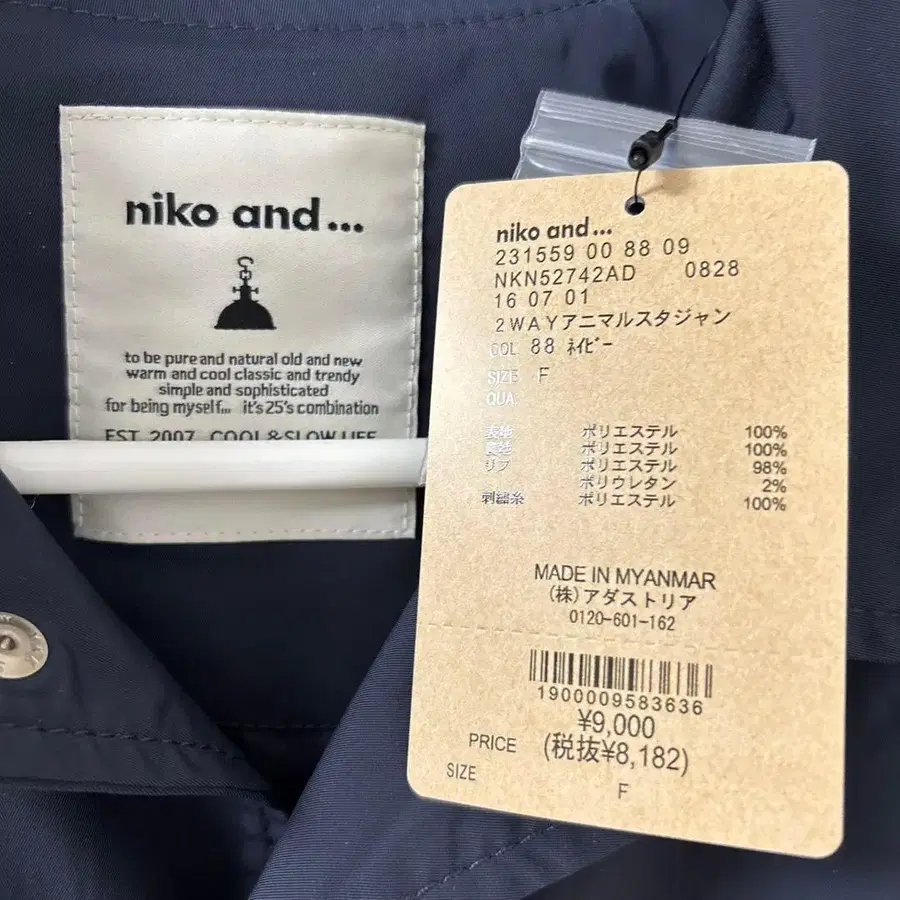 niko and...
to be pure and natural old and new
warm and cool classic and trendy
simple and sophisticated
for being myself... it's 25's combination
EST. 2007 COOL & SLOW LIFE
niko and...
231559 00 88 09
NKN52742AD 0828
16 07 01
2WAYアニマルスタジャン
COL. 88 ネイビー
SIZE F
QUA.
表地 ポリエステル 100%
裏地 ポリエステル 100%
リブ ポリエステル 98%
ポリウレタン 2%
刺繍糸 ポリエステル 100%
MADE IN MYANMAR
(株)アダストリア
0120-601-162
1900009583636
¥9,000
PRICE (税抜¥8,182)
SIZE F